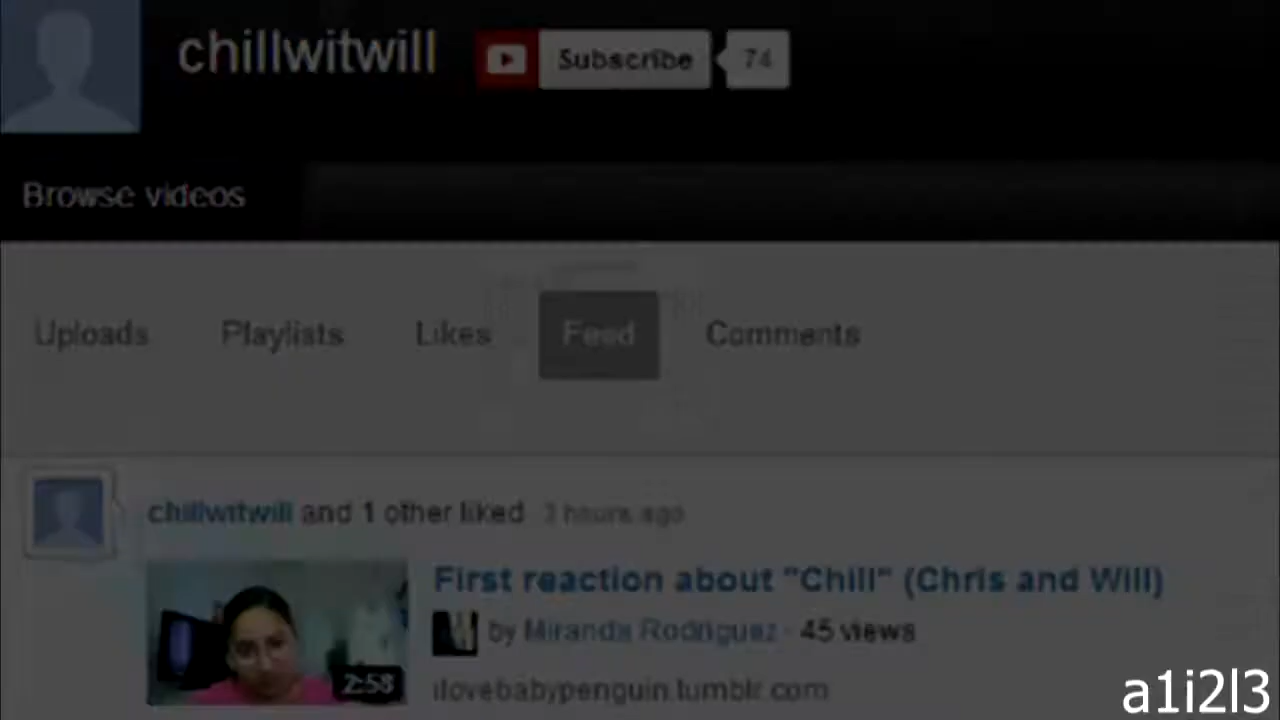 chillwitwill Subscribe 74
Browse videos
Uploads Playlists Likes Feed Comments
chillwitwill and 1 other liked 3 hours ago
First reaction about "Chill" (Chris and Will)
by Miranda Rodriguez · 45 views
2:58
ilovebabypenguin.tumblr.com
a1i2l3